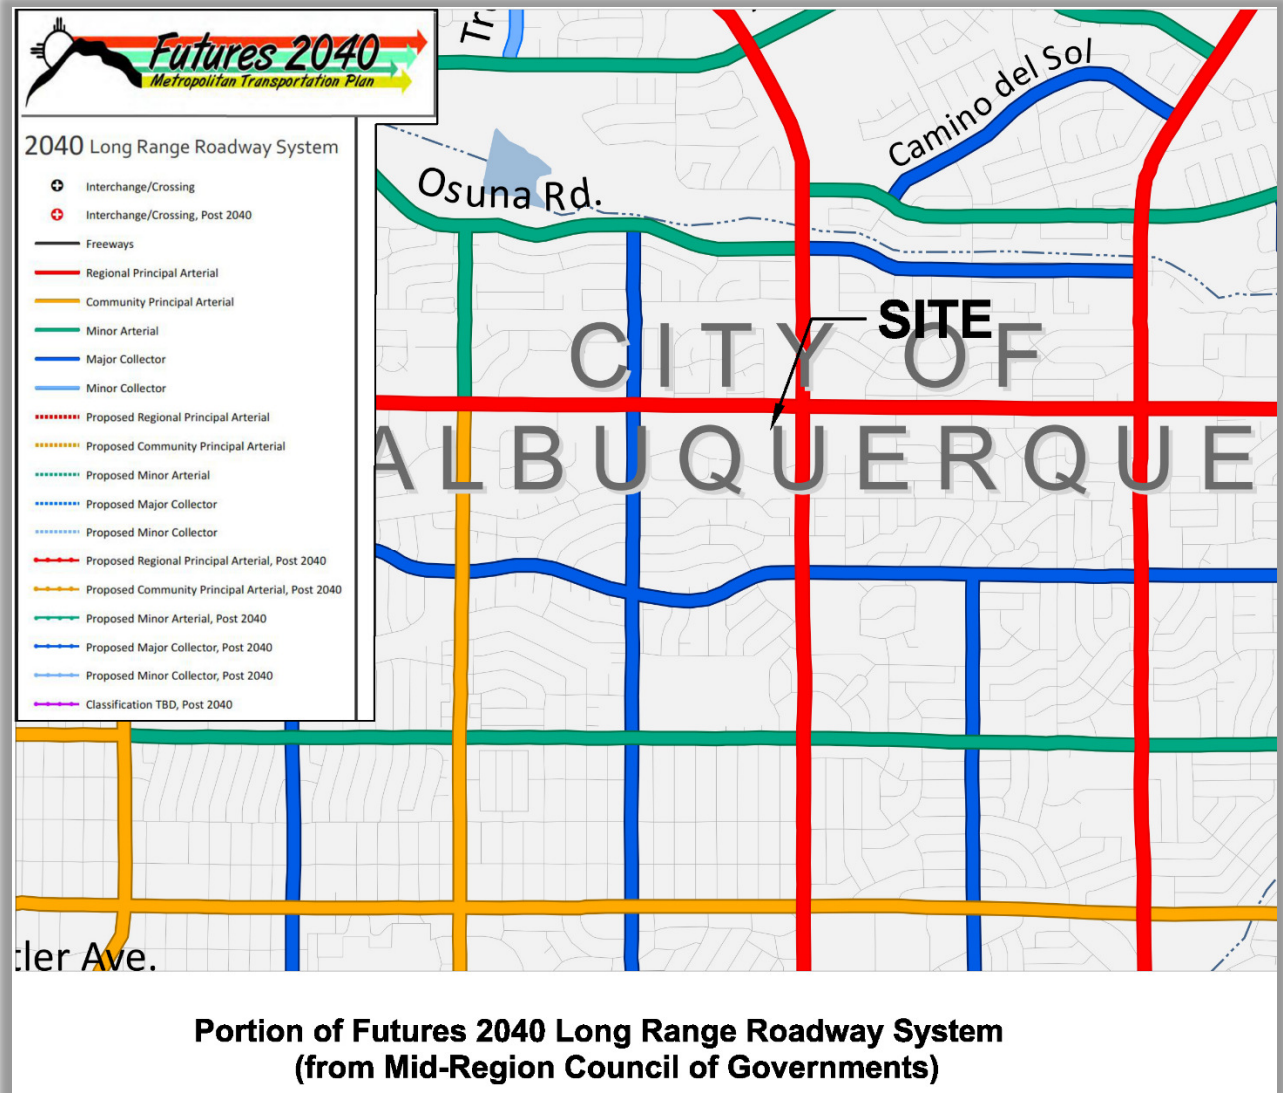 Futures 2040
Metropolitan Transportation Plan
2040 Long Range Roadway System
Interchange/Crossing
Interchange/Crossing, Post 2040
Freeways
Regional Principal Arterial
Community Principal Arterial
Minor Arterial
Major Collector
Minor Collector
Proposed Regional Principal Arterial
Proposed Community Principal Arterial
Proposed Minor Arterial
Proposed Major Collector
Proposed Minor Collector
Proposed Regional Principal Arterial, Post 2040
Proposed Community Principal Arterial, Post 2040
Proposed Minor Arterial, Post 2040
Proposed Major Collector, Post 2040
Proposed Minor Collector, Post 2040
Classification TBD, Post 2040
Camino del Sol
Osuna Rd.
SITE
CITY OF
ALBUQUERQUE
tler Ave.
Portion of Futures 2040 Long Range Roadway System
(from Mid-Region Council of Governments)